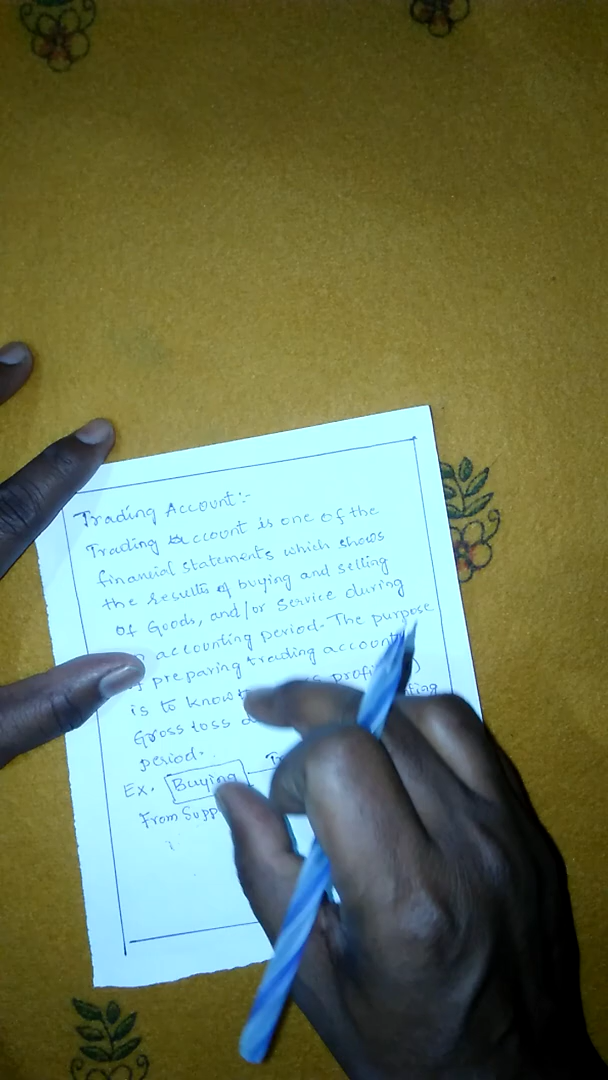 Trading Account:-
Trading account is one of the
financial statements which shows
the results of buying and selling
of Goods, and/or Service during
accounting period. The purpose
of preparing trading account
is to know
Gross loss
period.
Ex. Buying
From